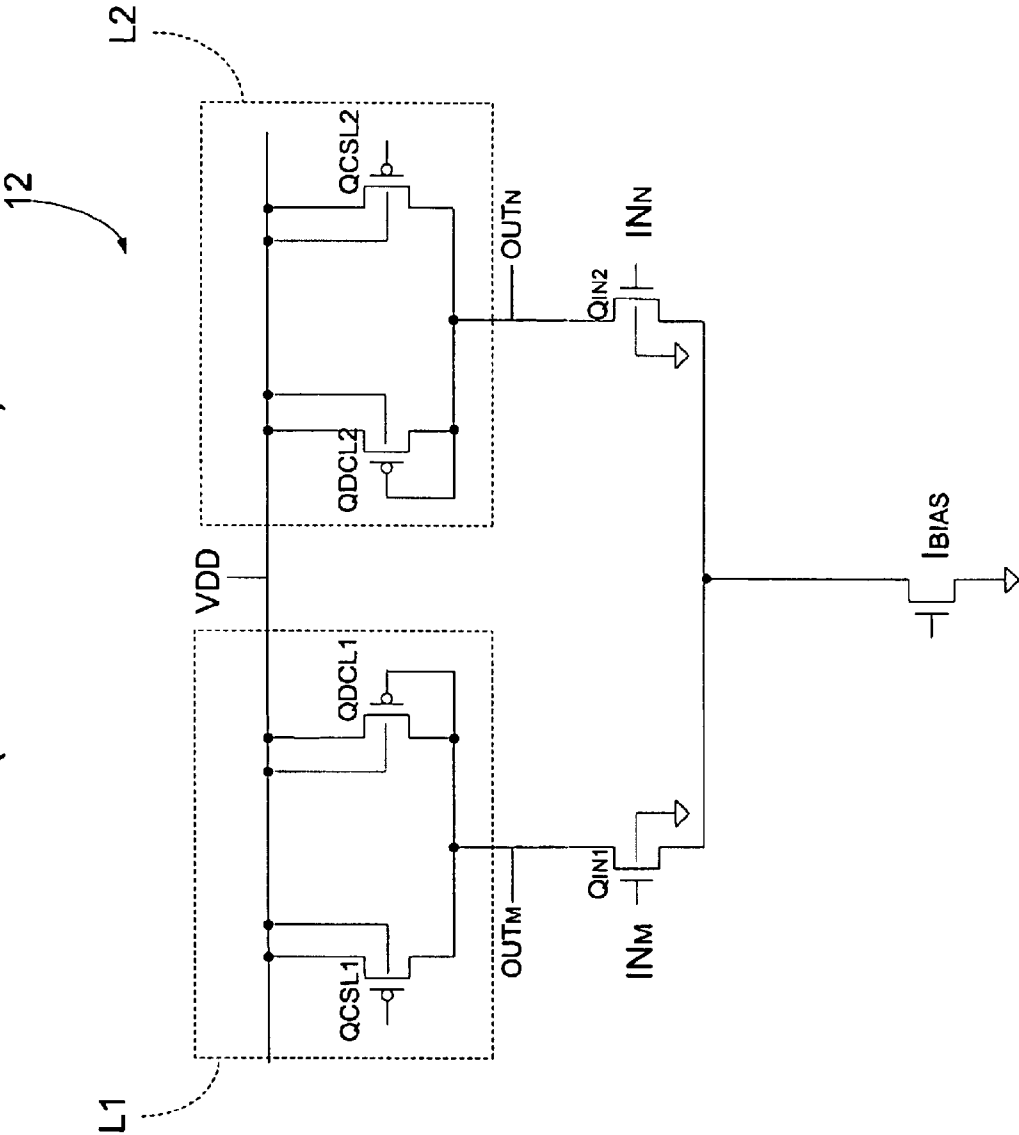 12
L1
L2
VDD
QCSL1
QDCL1
QDCL2
QCSL2
OUTM
OUTN
QIN1
QIN2
INM
INN
IBIAS